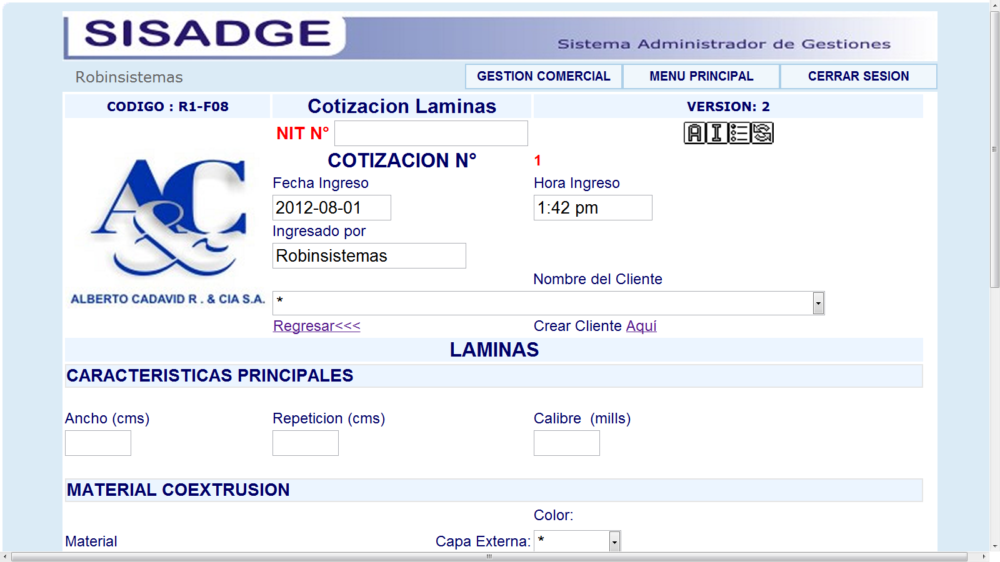 SISADGE
Sistema Administrador de Gestiones
Robinsistemas
GESTION COMERCIAL
MENU PRINCIPAL
CERRAR SESION
CODIGO : R1-F08
Cotizacion Laminas
VERSION: 2
NIT N°
A I
COTIZACION N°
1
Fecha Ingreso
Hora Ingreso
2012-08-01
1:42 pm
Ingresado por
Robinsistemas
Nombre del Cliente
A&C
ALBERTO CADAVID R . & CIA S.A.
*
Regresar<<<
Crear Cliente Aquí
LAMINAS
CARACTERISTICAS PRINCIPALES
Ancho (cms)
Repeticion (cms)
Calibre (mills)
MATERIAL COEXTRUSION
Color:
Material
Capa Externa:
*